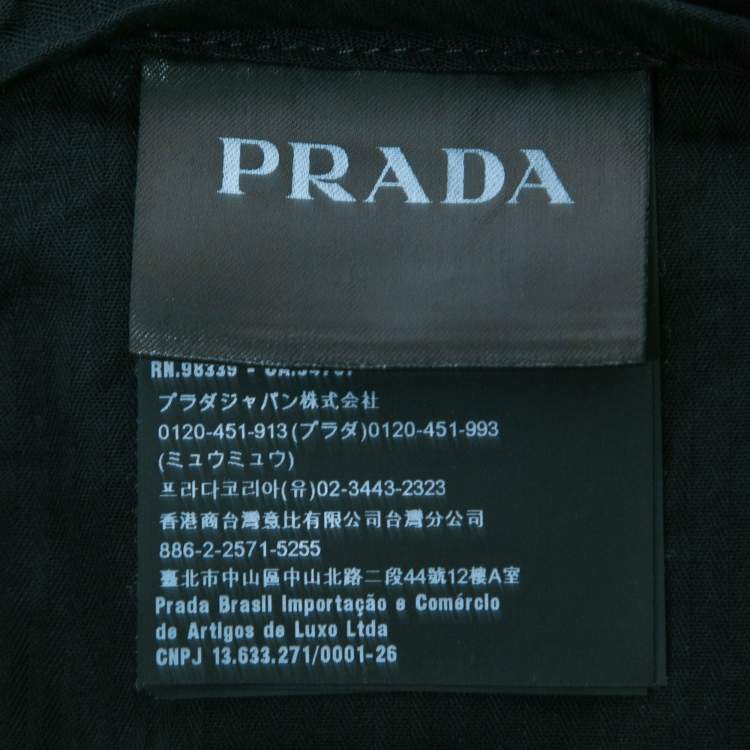 PRADA
RN.98339 -
プラダジャパン株式会社
0120-451-913(プラダ)0120-451-993
(ミュウミュウ)
프라다코리아(유)02-3443-2323
香港商台灣意比有限公司台灣分公司
886-2-2571-5255
臺北市中山區中山北路二段44號12樓A室
Prada Brasil Importação e Comércio
de Artigos de Luxo Ltda
CNPJ 13.633.271/0001-26